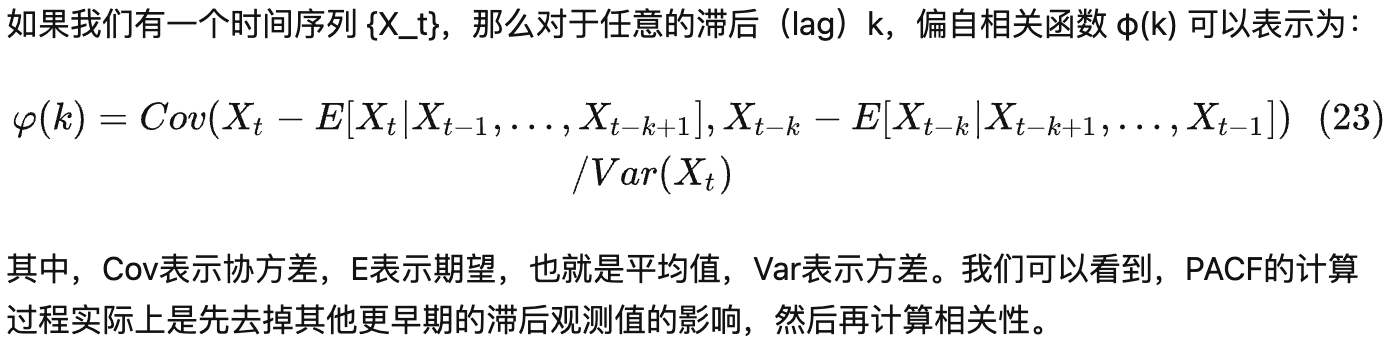 如果我们有一个时间序列 {X_t}，那么对于任意的滞后（lag）k，偏自相关函数 φ(k) 可以表示为：
φ(k) = Cov(X_t − E[X_t|X_{t−1}, . . . , X_{t−k+1}], X_{t−k} − E[X_{t−k}|X_{t−k+1}, . . . , X_{t−1}]) (23)
/Var(X_t)
其中，Cov表示协方差，E表示期望，也就是平均值，Var表示方差。我们可以看到，PACF的计算
过程实际上是先去掉其他更早期的滞后观测值的影响，然后再计算相关性。